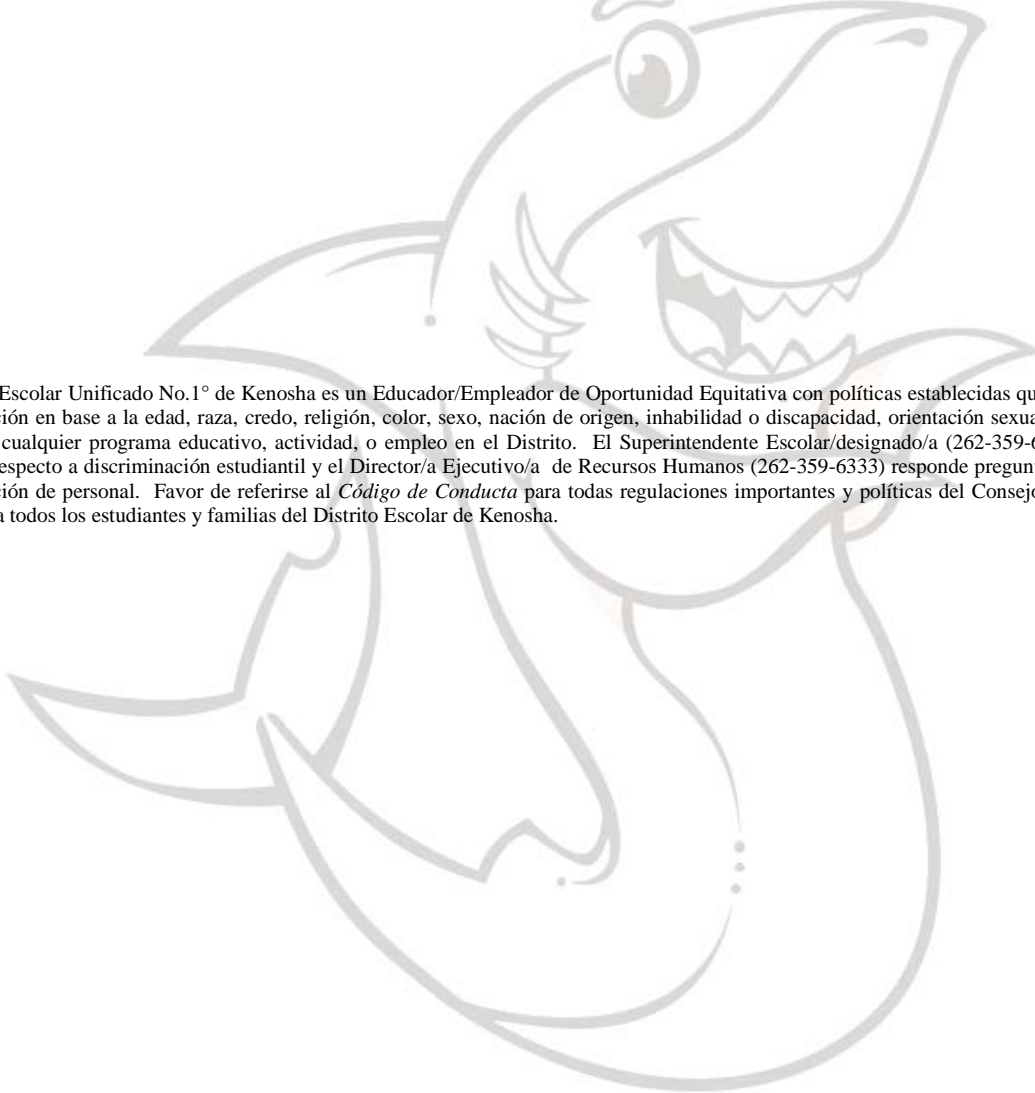 Escolar Unificado No.1° de Kenosha es un Educador/Empleador de Oportunidad Equitativa con políticas establecidas qu
ción en base a la edad, raza, credo, religión, color, sexo, nación de origen, inhabilidad o discapacidad, orientación sexua
cualquier programa educativo, actividad, o empleo en el Distrito. El Superintendente Escolar/designado/a (262-359-6
especto a discriminación estudiantil y el Director/a Ejecutivo/a de Recursos Humanos (262-359-6333) responde pregun
ción de personal. Favor de referirse al Código de Conducta para todas regulaciones importantes y políticas del Consejo
a todos los estudiantes y familias del Distrito Escolar de Kenosha.